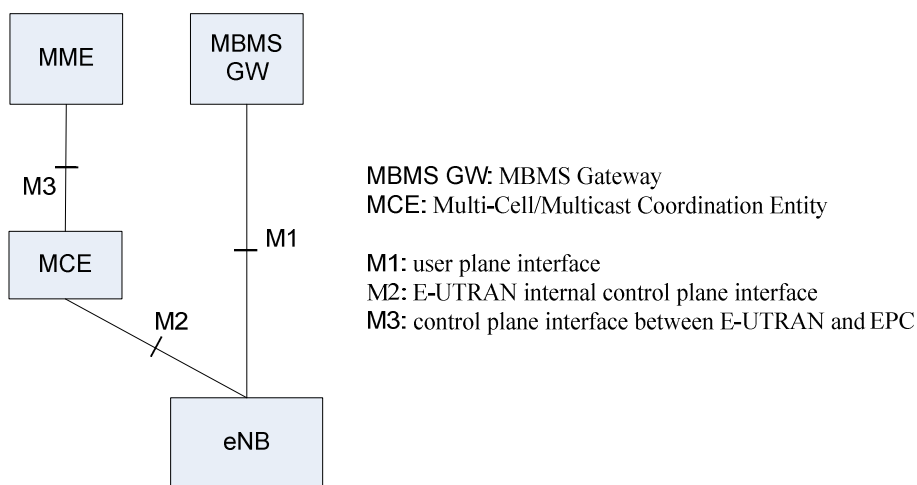 MME
MBMS
GW
M3
MCE
M1
M2
eNB
MBMS GW: MBMS Gateway
MCE: Multi-Cell/Multicast Coordination Entity
M1: user plane interface
M2: E-UTRAN internal control plane interface
M3: control plane interface between E-UTRAN and EPC